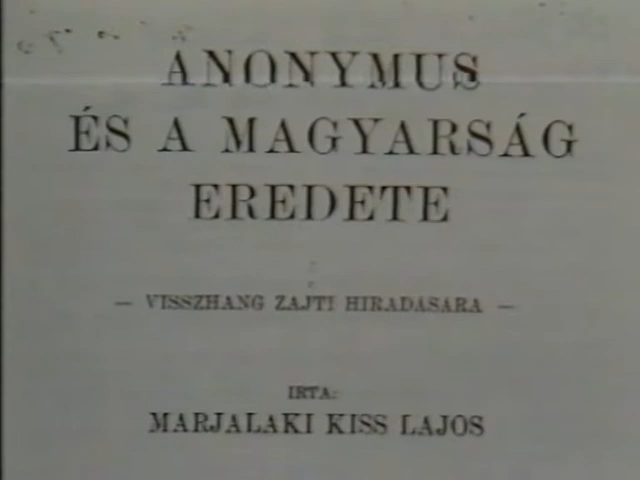 ANONYMUS
ÉS A MAGYARSÁG
EREDETE
— VISSZHANG ZAJTI HIRADASARA —
IRTA:
MARJALAKI KISS LAJOS